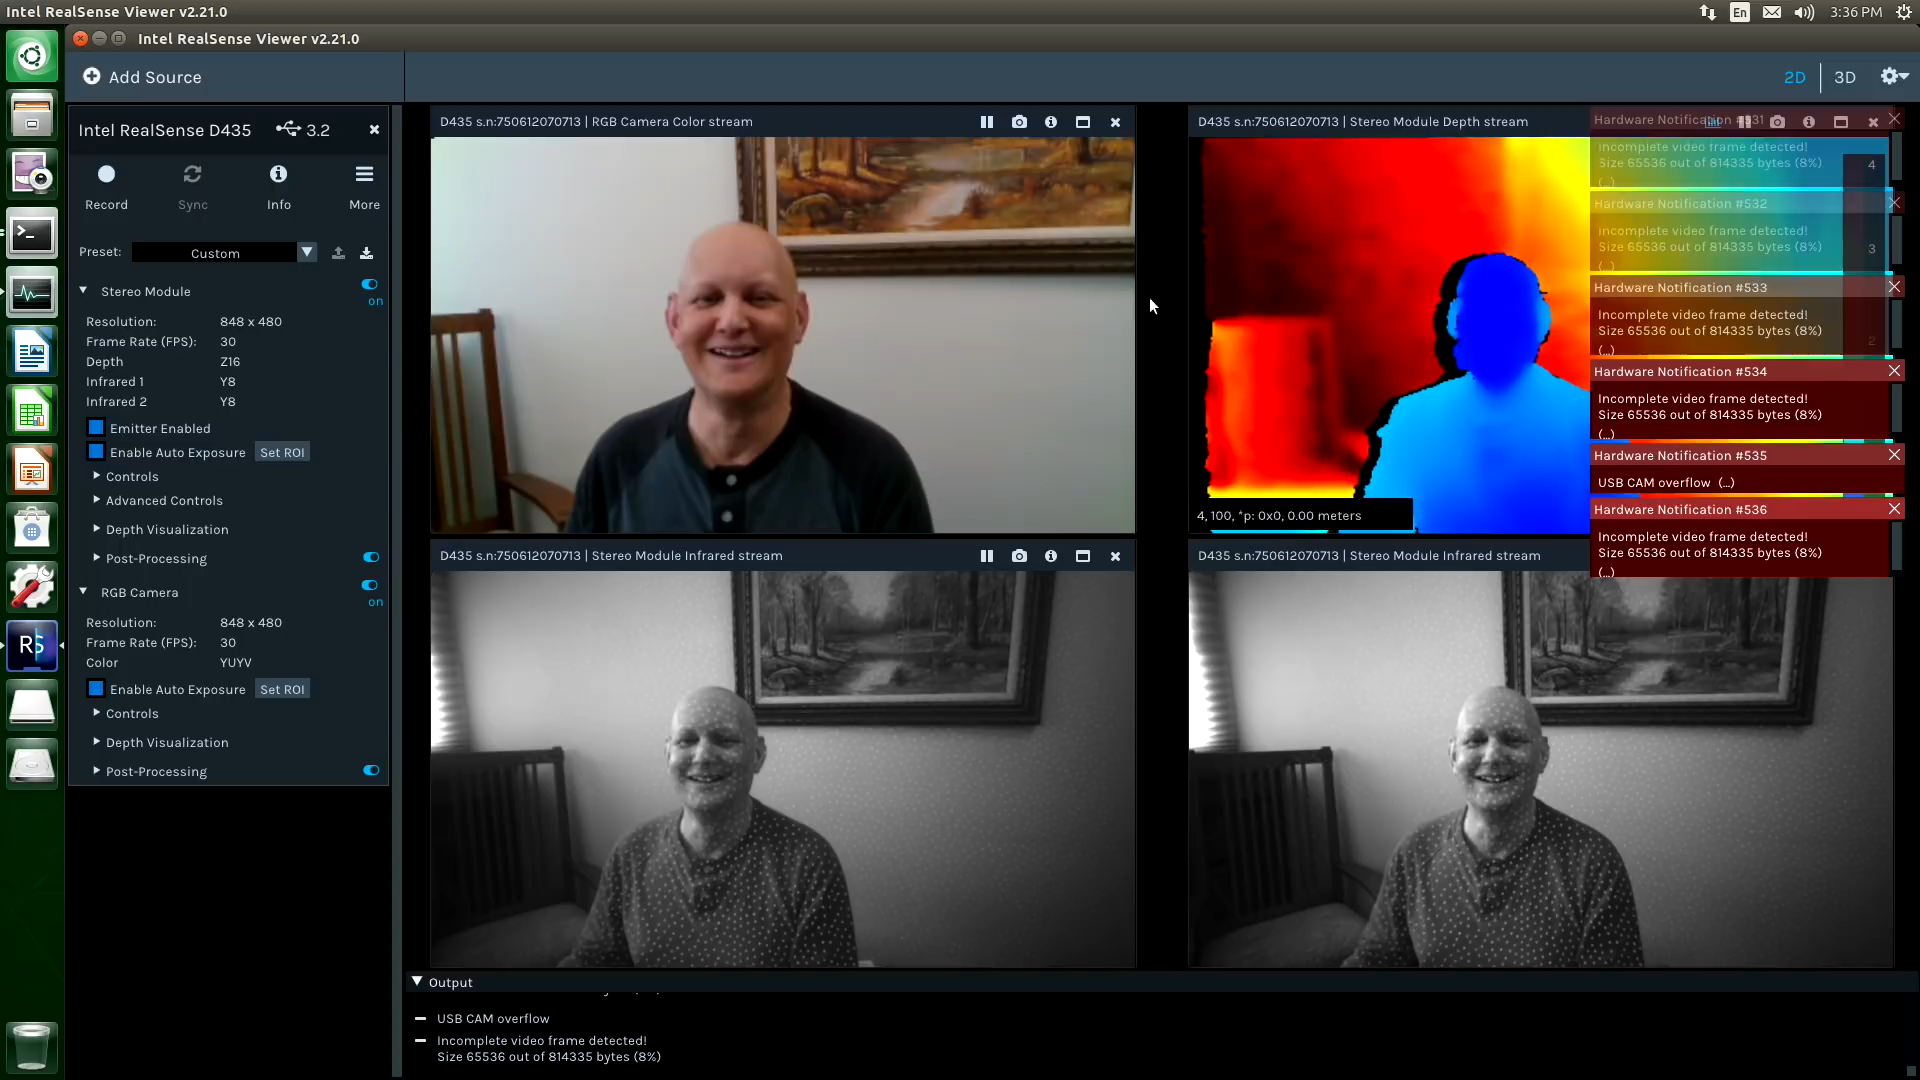 Intel RealSense Viewer v2.21.0
En
3:36 PM
Intel RealSense Viewer v2.21.0
Add Source
2D
3D
Intel RealSense D435
3.2
Record
Sync
Info
More
Preset:
Custom
Stereo Module
on
Resolution: 848 x 480
Frame Rate (FPS): 30
Depth Z16
Infrared 1 Y8
Infrared 2 Y8
Emitter Enabled
Enable Auto Exposure
Set ROI
Controls
Advanced Controls
Depth Visualization
Post-Processing
RGB Camera
on
Resolution: 848 x 480
Frame Rate (FPS): 30
Color YUYV
Enable Auto Exposure
Set ROI
Controls
Depth Visualization
Post-Processing
RS
D435 s.n:750612070713 | RGB Camera Color stream
D435 s.n:750612070713 | Stereo Module Depth stream
4, 100, *p: 0x0, 0.00 meters
4
3
2
Hardware Notification #531
Incomplete video frame detected!
Size 65536 out of 814335 bytes (8%)
(...)
Hardware Notification #532
Incomplete video frame detected!
Size 65536 out of 814335 bytes (8%)
(...)
Hardware Notification #533
Incomplete video frame detected!
Size 65536 out of 814335 bytes (8%)
(...)
Hardware Notification #534
Incomplete video frame detected!
Size 65536 out of 814335 bytes (8%)
(...)
Hardware Notification #535
USB CAM overflow (...)
Hardware Notification #536
Incomplete video frame detected!
Size 65536 out of 814335 bytes (8%)
(...)
D435 s.n:750612070713 | Stereo Module Infrared stream
D435 s.n:750612070713 | Stereo Module Infrared stream
Output
USB CAM overflow
Incomplete video frame detected!
Size 65536 out of 814335 bytes (8%)